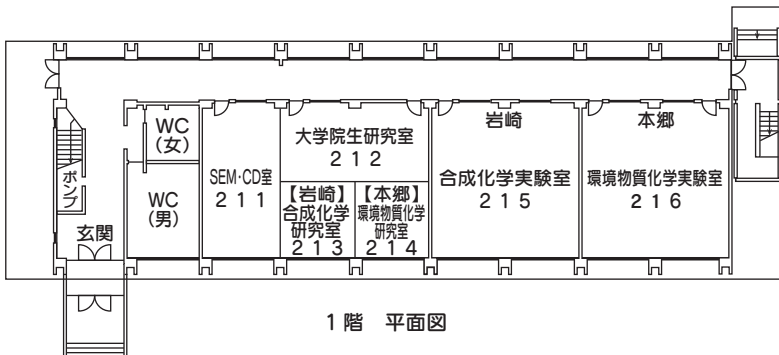 WC
(女)
WC
(男)
ポンプ
玄関
SEM・CD室
211
大学院生研究室
212
【岩崎】
合成化学
研究室
213
【本郷】
環境物質化学
研究室
214
岩崎
合成化学実験室
215
本郷
環境物質化学実験室
216
1階 平面図